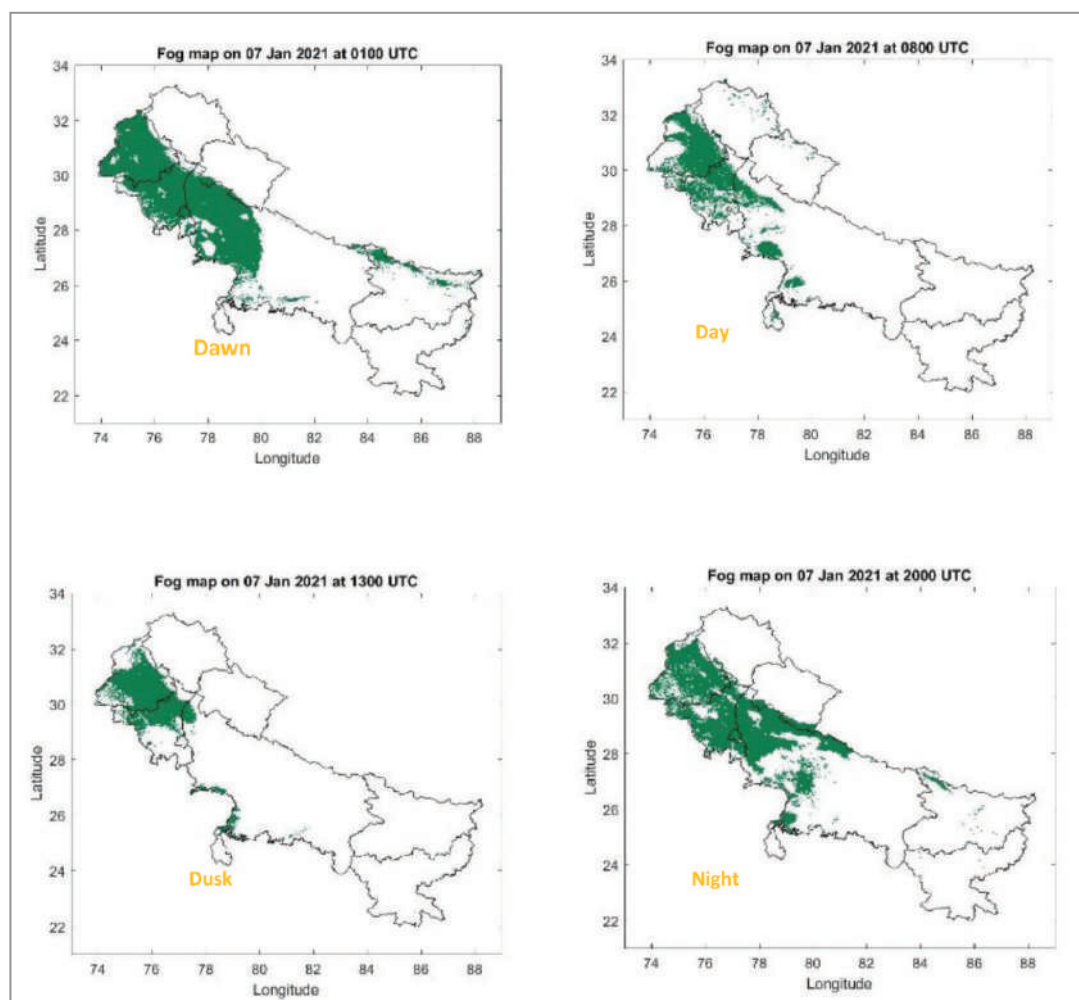 Fog map on 07 Jan 2021 at 0100 UTC
34
32
30
28
26
24
22
Latitude
Dawn
74 76 78 80 82 84 86 88
Longitude
Fog map on 07 Jan 2021 at 0800 UTC
34
32
30
28
26
24
22
Latitude
Day
74 76 78 80 82 84 86 88
Longitude
Fog map on 07 Jan 2021 at 1300 UTC
34
32
30
28
26
24
22
Latitude
Dusk
74 76 78 80 82 84 86 88
Longitude
Fog map on 07 Jan 2021 at 2000 UTC
34
32
30
28
26
24
22
Latitude
Night
74 76 78 80 82 84 86 88
Longitude